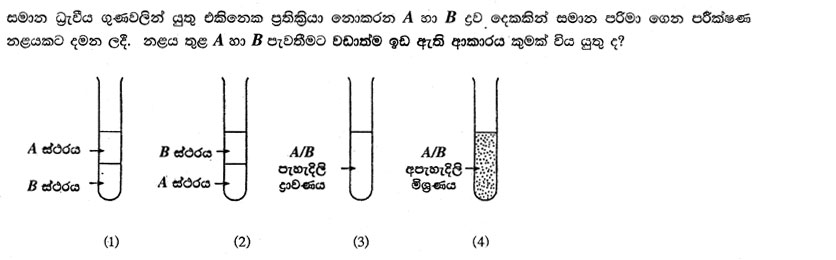 සමාන ධ්‍රැවීය ගුණවලින් යුතු එකිනෙක ප්‍රතික්‍රියා නොකරන A හා B ද්‍රව දෙකකින් සමාන පරිමා ගෙන පරීක්ෂණ
නළයකට දමන ලදී. නළය තුළ A හා B පැවතීමට වඩාත්ම ඉඩ ඇති ආකාරය කුමක් විය යුතු ද?
A ස්ථරය
B ස්ථරය
B ස්ථරය
A ස්ථරය
A/B
පැහැදිලි
ද්‍රාවණය
A/B
අපැහැදිලි
මිශ්‍රණය
(1) (2) (3) (4)